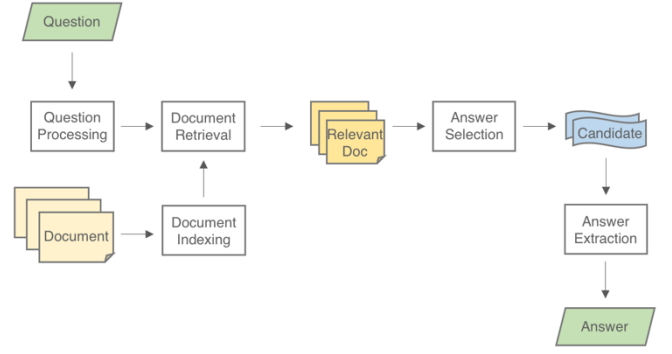 Question
Question
Processing
Document
Retrieval
Relevant
Doc
Answer
Selection
Candidate
Document
Document
Indexing
Answer
Extraction
Answer